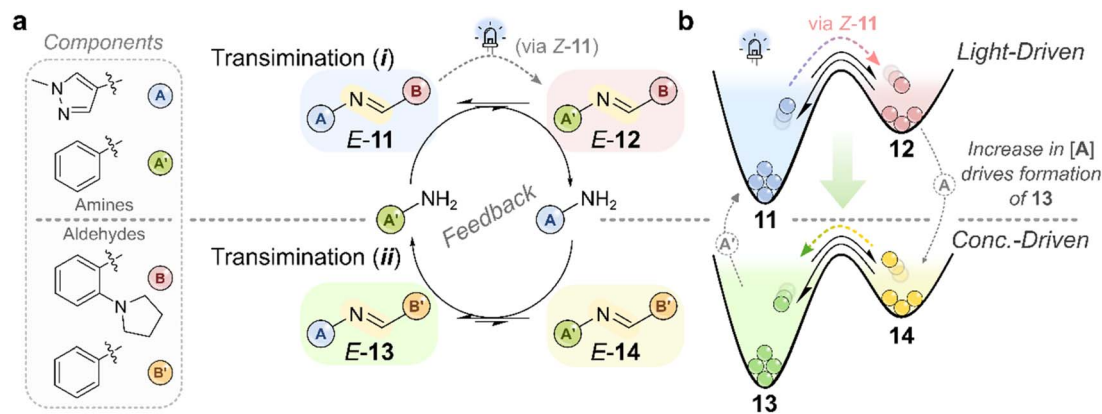 a
Components
N
N
A
A'
Amines
Aldehydes
B
N
B'
Transimination (i)
(via Z-11)
A
N
B
E-11
A'
N
B
E-12
A' NH2
Feedback
A NH2
Transimination (ii)
A
N
B'
E-13
A'
N
B'
E-14
b
via Z-11
Light-Driven
12
11
Increase in [A]
drives formation
of 13
A
A'
Conc.-Driven
14
13